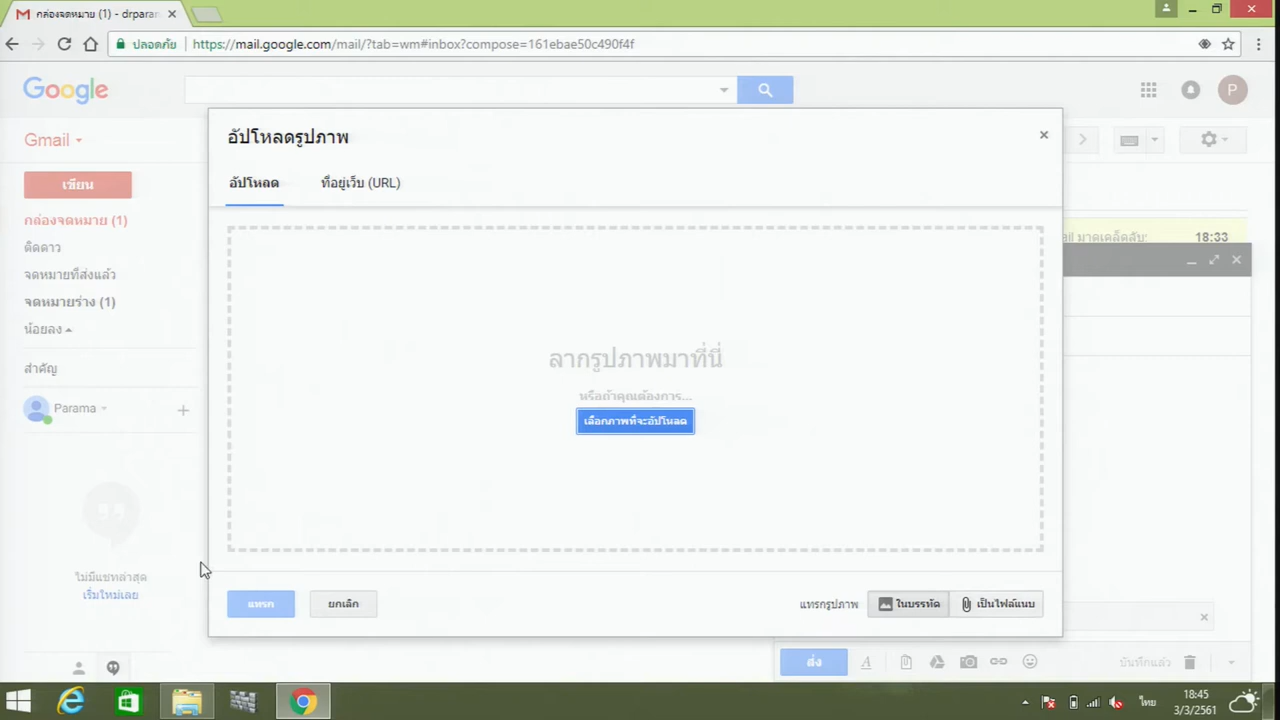 กล่องจดหมาย (1) - drparan
ปลอดภัย
https://mail.google.com/mail/?tab=wm#inbox?compose=161ebae50c490f4f
Google
P
Gmail
เขียน
กล่องจดหมาย (1)
ติดดาว
จดหมายที่ส่งแล้ว
จดหมายร่าง (1)
น้อยลง
สำคัญ
Parama
ไม่มีแชทล่าสุด
เริ่มใหม่เลย
อัปโหลดรูปภาพ
อัปโหลด
ที่อยู่เว็บ (URL)
ลากรูปภาพมาที่นี่
หรือถ้าคุณต้องการ...
เลือกภาพที่จะอัปโหลด
แทรก
ยกเลิก
แทรกรูปภาพ
ในบรรทัด
เป็นไฟล์แนบ
ail มาดเคล็ดลับ:
18:33
ส่ง
บันทึกแล้ว
ไทย
18:45
3/3/2561